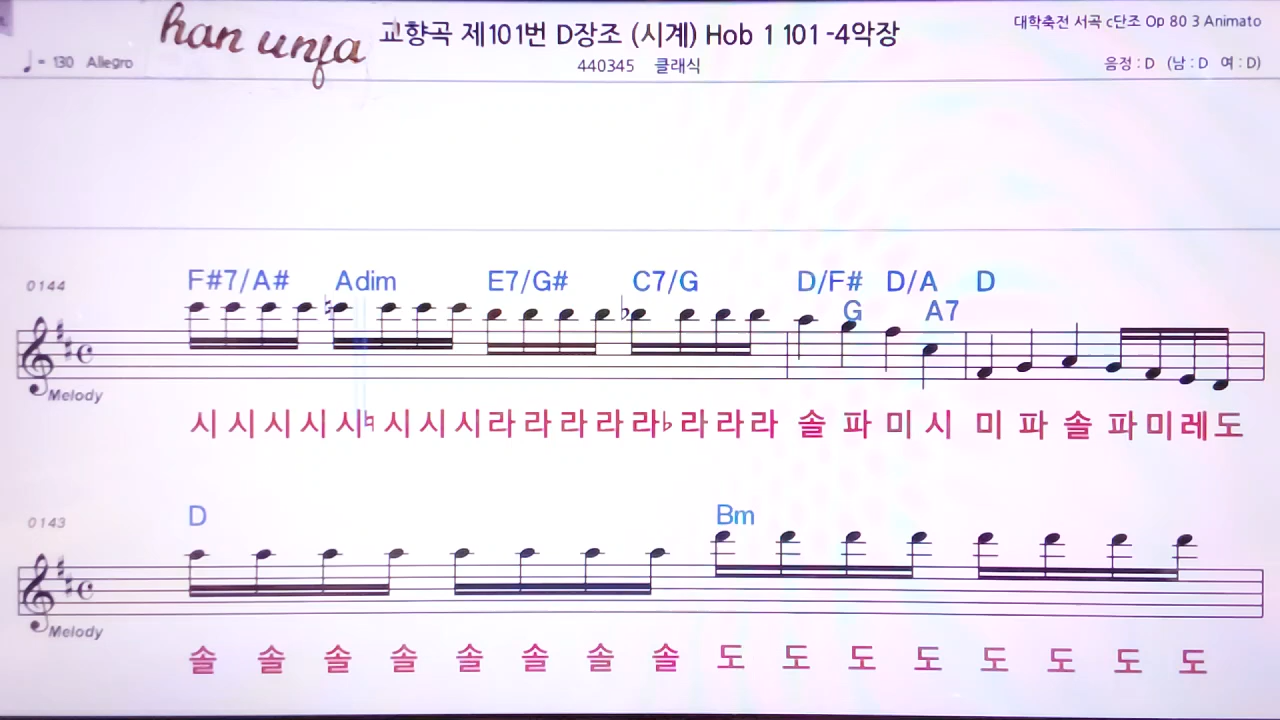 han unja
교향곡 제101번 D장조 (시계) Hob 1 101 -4악장
대학축전 서곡 c단조 Op 80 3 Animato
♩ = 130 Allegro
440345 클래식
음정 : D (남 : D 여 : D)
0144
F#7/A# Adim E7/G# C7/G D/F# D/A D
G A7
Melody
시 시 시 시 시♮ 시 시 시 라 라 라 라 라♭ 라 라 라 솔 파 미 시 미 파 솔 파 미 레 도
0143
D Bm
Melody
솔 솔 솔 솔 솔 솔 솔 솔 도 도 도 도 도 도 도 도